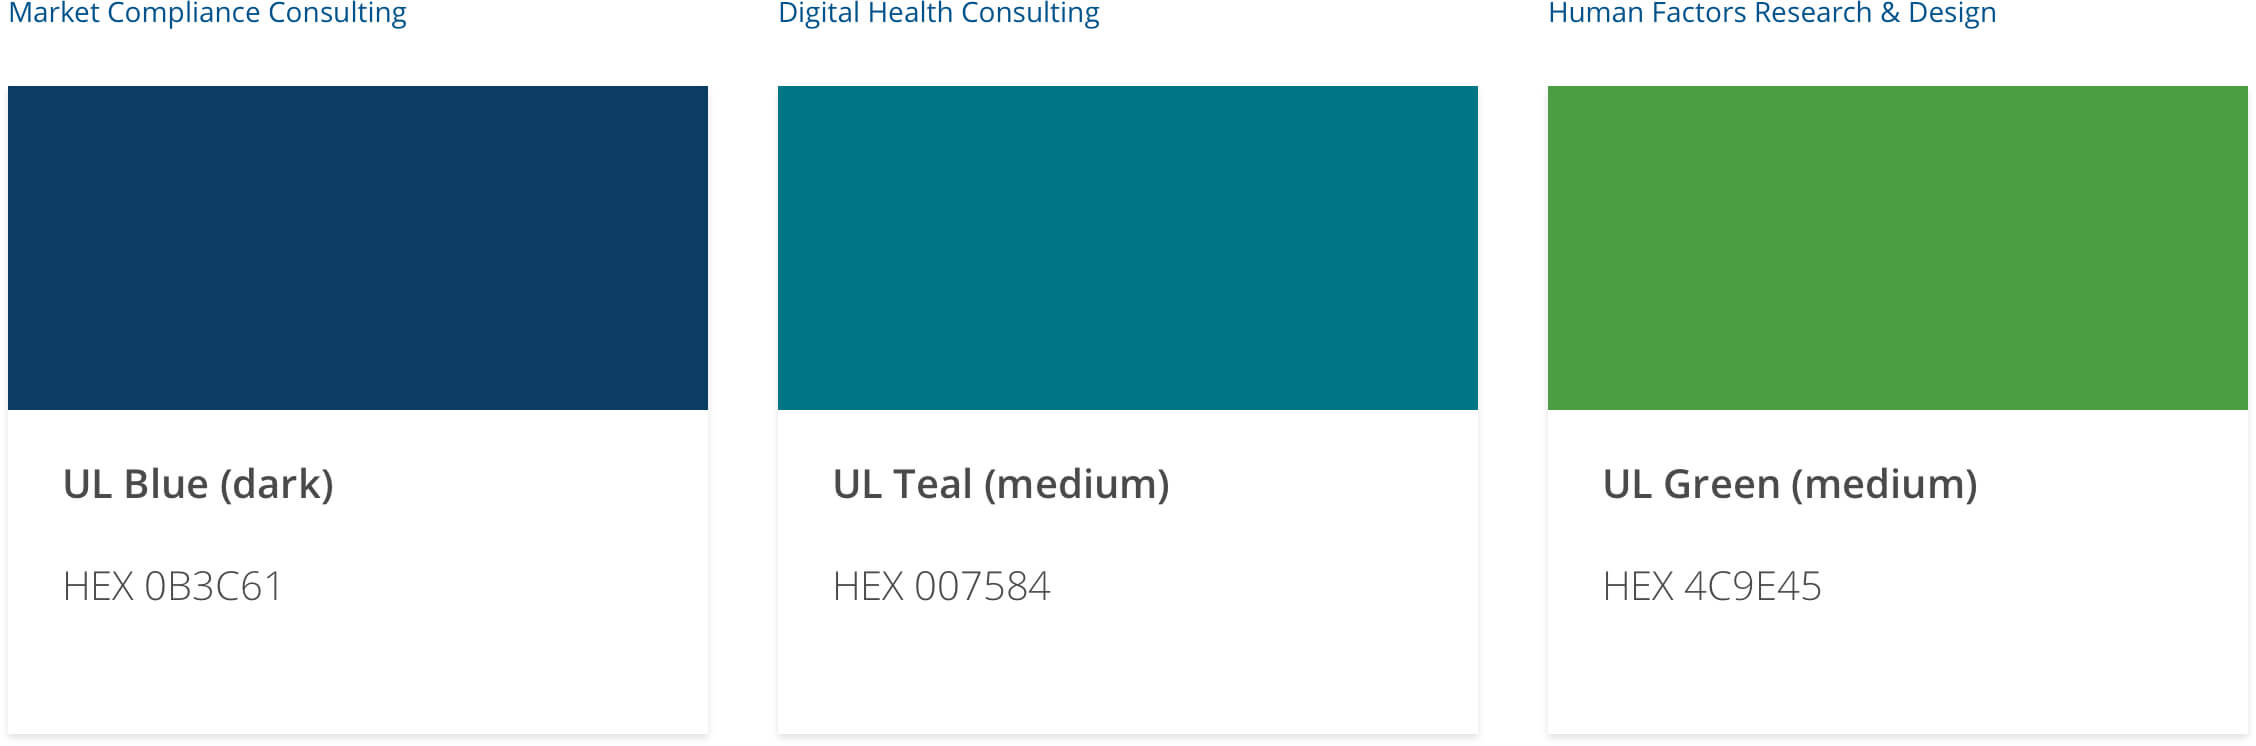 Market Compliance Consulting
Digital Health Consulting
Human Factors Research & Design
UL Blue (dark)
HEX 0B3C61
UL Teal (medium)
HEX 007584
UL Green (medium)
HEX 4C9E45